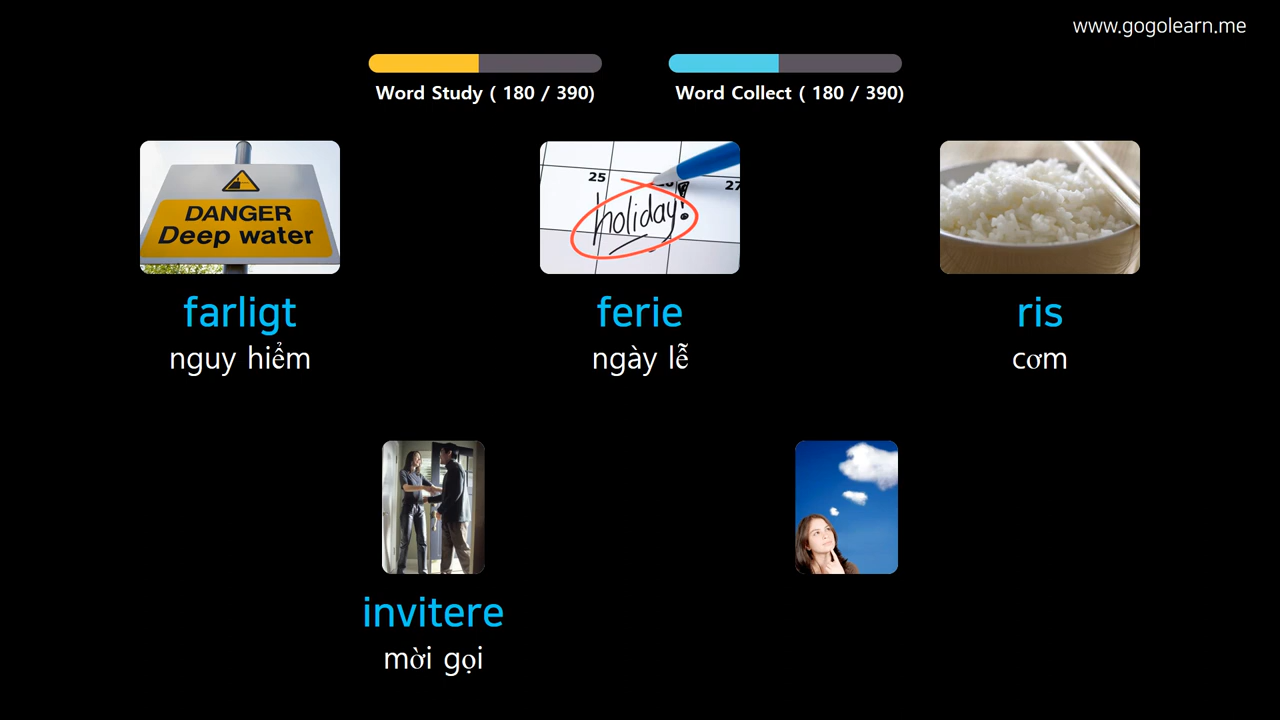 www.gogolearn.me
Word Study ( 180 / 390)
Word Collect ( 180 / 390)
DANGER
Deep water
25
27
holiday!
farligt
nguy hiểm
ferie
ngày lễ
ris
cơm
invitere
mời gọi